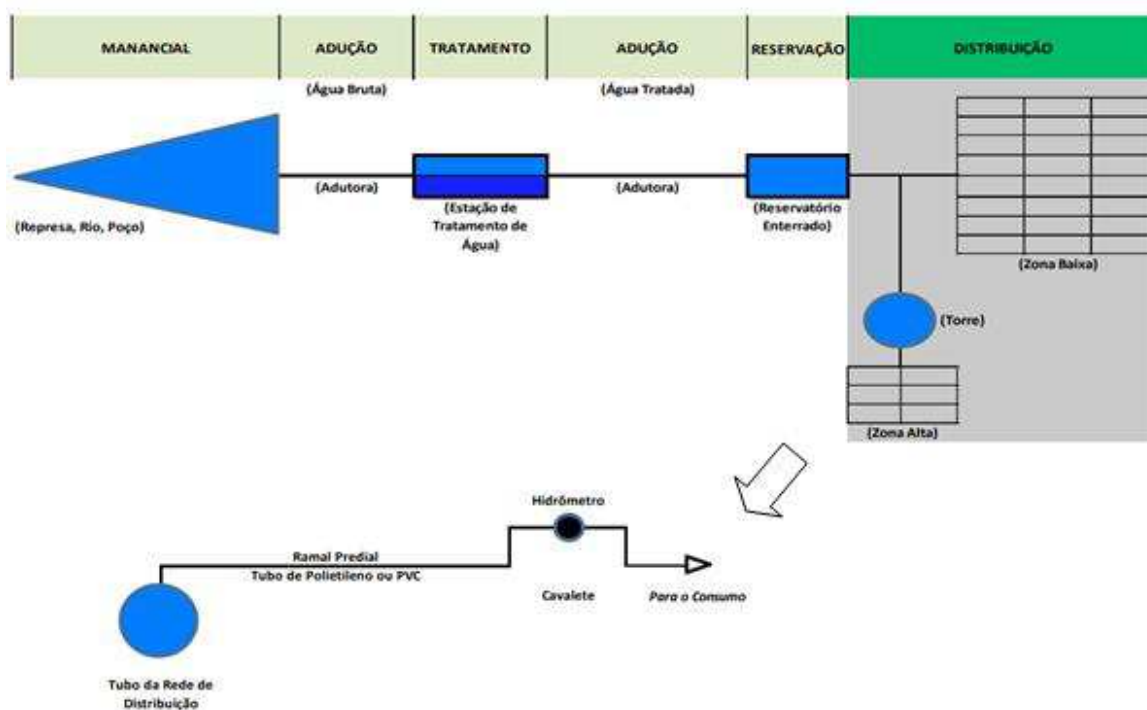 MANANCIAL
ADUÇÃO
TRATAMENTO
ADUÇÃO
RESERVAÇÃO
DISTRIBUIÇÃO
(Água Bruta)
(Água Tratada)
(Represa, Rio, Poço)
(Adutora)
(Estação de
Tratamento de
Água)
(Adutora)
(Reservatório
Enterrado)
(Zona Baixa)
(Torre)
(Zona Alta)
Hidrômetro
Ramal Predial
Tubo de Polietileno ou PVC
Cavalete
Para o Consumo
Tubo da Rede de
Distribuição